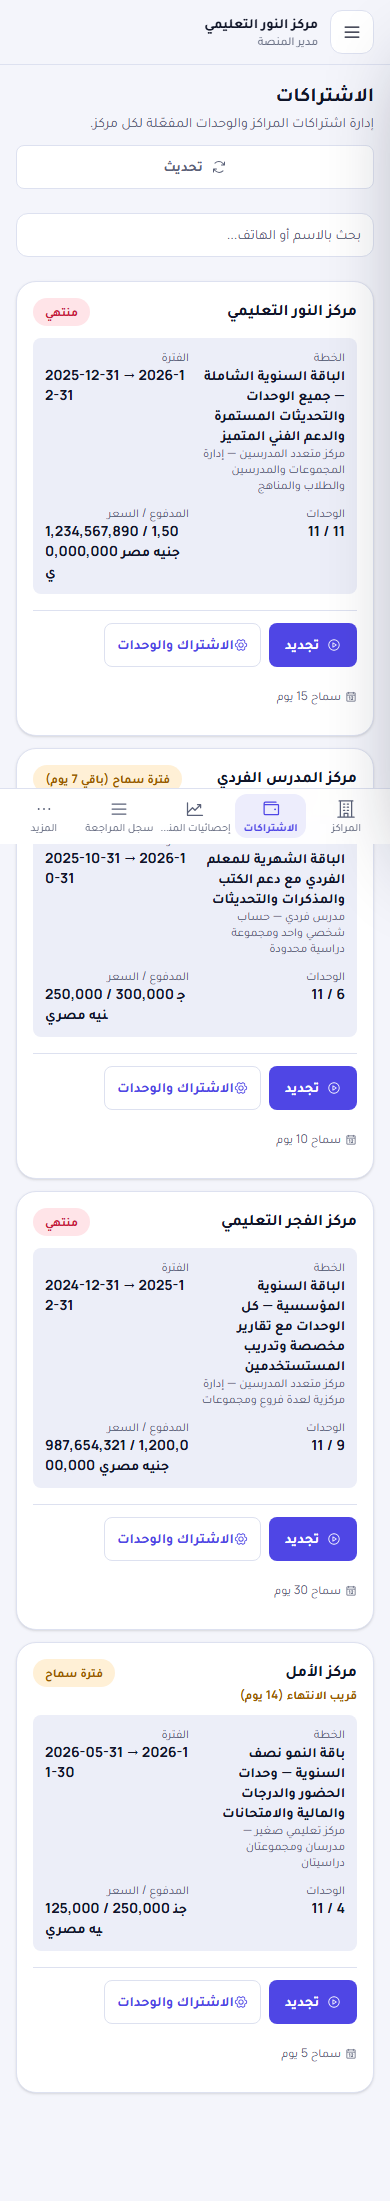 مركز النور التعليمي
مدير المنصة
الاشتراكات
إدارة اشتراكات المراكز والوحدات المفعّلة لكل مركز.
تحديث
بحث بالاسم أو الهاتف...
مركز النور التعليمي
منتهي
الخطة
الباقة السنوية الشاملة
— جميع الوحدات
والتحديثات المستمرة
والدعم الفني المتميز
مركز متعدد المدرسين — إدارة
المجموعات والمدرسين
والطلاب والمناهج
الفترة
2025-12-31 → 2026-1
2-31
الوحدات
11 / 11
المدفوع / السعر
1,234,567,890 / 1,50
0,000,000 جنيه مصر
ي
تجديد
الاشتراك والوحدات
سماح 15 يوم
مركز المدرس الفردي
فترة سماح (باقي 7 يوم)
المراكز
الاشتراكات
إحصائيات المنـ...
سجل المراجعة
المزيد
الباقة الشهرية للمعلم
الفردي مع دعم الكتب
والمذكرات والتحديثات
مدرس فردي — حساب
شخصي واحد ومجموعة
دراسية محدودة
2025-10-31 → 2026-1
0-31
الوحدات
11 / 6
المدفوع / السعر
250,000 / 300,000 ج
نيه مصري
تجديد
الاشتراك والوحدات
سماح 10 يوم
مركز الفجر التعليمي
منتهي
الخطة
الباقة السنوية
المؤسسية — كل
الوحدات مع تقارير
مخصصة وتدريب
المستستخدمين
مركز متعدد المدرسين — إدارة
مركزية لعدة فروع ومجموعات
الفترة
2024-12-31 → 2025-1
2-31
الوحدات
11 / 9
المدفوع / السعر
987,654,321 / 1,200,0
00,000 جنيه مصري
تجديد
الاشتراك والوحدات
سماح 30 يوم
مركز الأمل
فترة سماح
قريب الانتهاء (14 يوم)
الخطة
باقة النمو نصف
السنوية — وحدات
الحضور والدرجات
والمالية والامتحانات
مركز تعليمي صغير —
مدرسان ومجموعتان
دراسيتان
الفترة
2026-05-31 → 2026-1
1-30
الوحدات
11 / 4
المدفوع / السعر
125,000 / 250,000 جن
يه مصري
تجديد
الاشتراك والوحدات
سماح 5 يوم